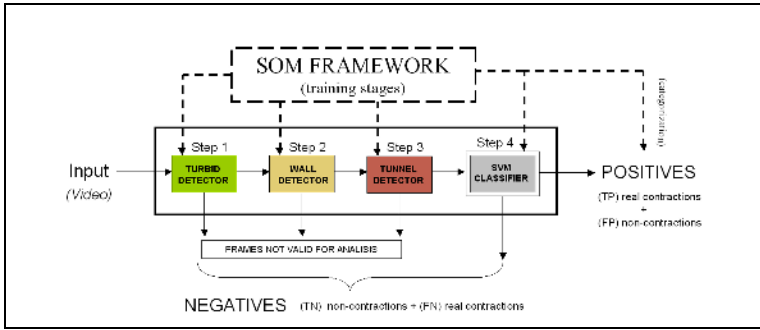 SOM FRAMEWORK
(training stages)
(categorization)
Step 1
Step 2
Step 3
Step 4
Input
(Video)
TURBID
DETECTOR
WALL
DETECTOR
TUNNEL
DETECTOR
SVM
CLASSIFIER
POSITIVES
(TP) real contractions
+
(FP) non-contractions
FRAMES NOT VALID FOR ANALISIS
NEGATIVES (TN) non-contractions + (FN) real contractions